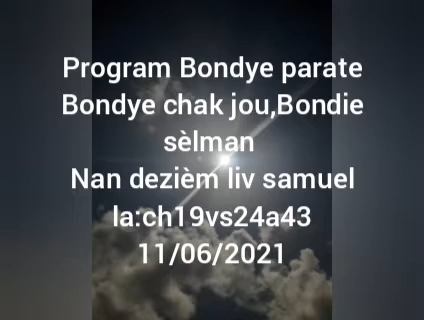 Program Bondye parate
Bondye chak jou,Bondie
sèlman
Nan dezièm liv samuel
la:ch19vs24a43
11/06/2021